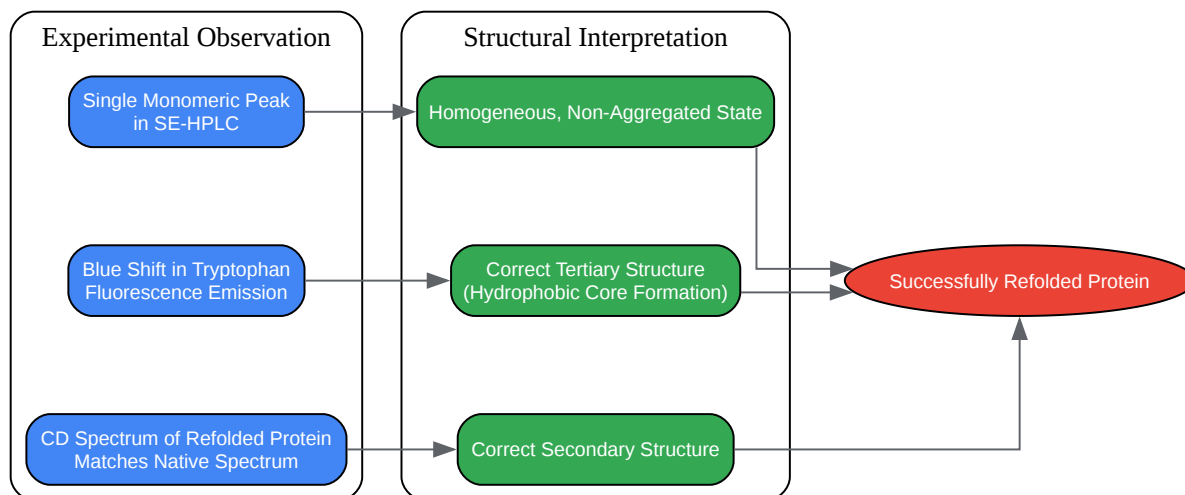 Experimental Observation
Structural Interpretation
Single Monomeric Peak
in SE-HPLC
Homogeneous, Non-Aggregated State
Blue Shift in Tryptophan
Fluorescence Emission
Correct Tertiary Structure
(Hydrophobic Core Formation)
Successfully Refolded Protein
CD Spectrum of Refolded Protein
Matches Native Spectrum
Correct Secondary Structure